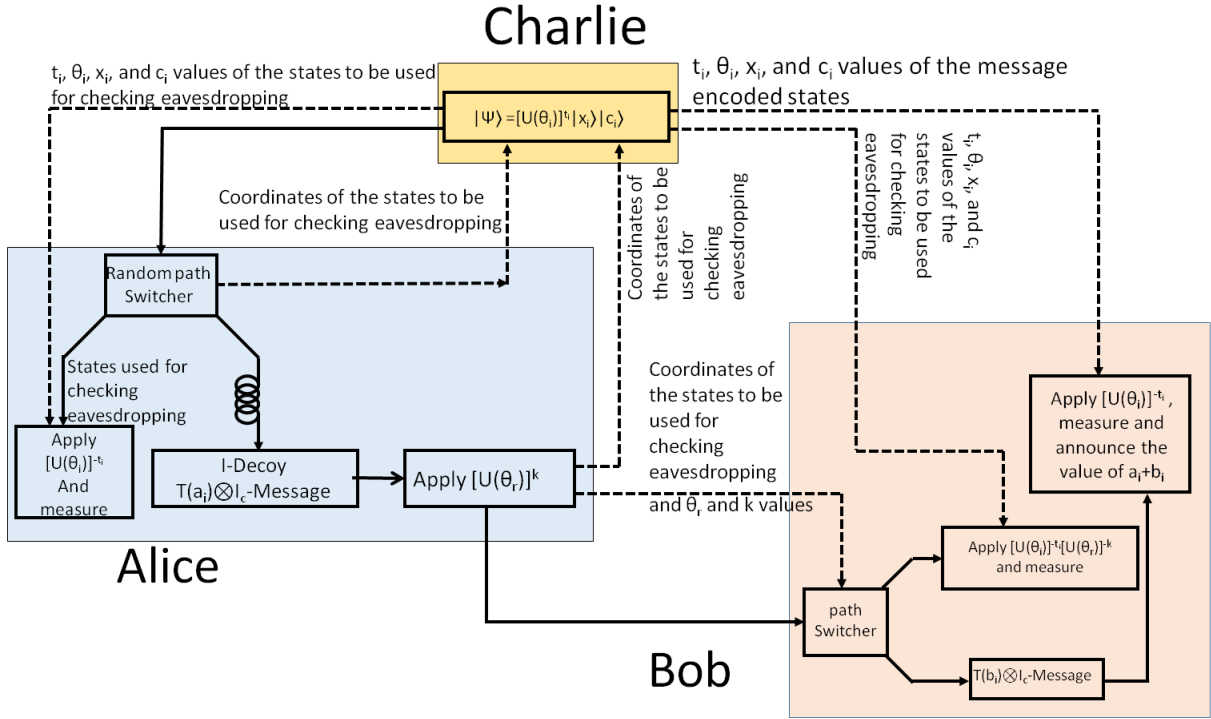 Charlie
tᵢ, θᵢ, xᵢ, and cᵢ values of the states to be used
for checking eavesdropping
tᵢ, θᵢ, xᵢ, and cᵢ values of the message
encoded states
|Ψ⟩ =[U(θᵢ)]^tᵢ|xᵢ⟩|cᵢ⟩
Coordinates of the states to be
used for checking eavesdropping
Coordinates of
the states to be
used for
checking
eavesdropping
tᵢ, θᵢ, xᵢ, and cᵢ
values of the
states to be used
for checking
eavesdropping
Random path
Switcher
States used for
checking
eavesdropping
Apply
[U(θᵢ)]^-tᵢ
And
measure
I-Decoy
T(aᵢ)⊗I_c-Message
Apply [U(θᵣ)]^k
Alice
Coordinates of
the states to be
used for
checking
eavesdropping
and θᵣ and k values
Apply [U(θᵢ)]^-tᵢ ,
measure and
announce the
value of aᵢ+bᵢ
Apply [U(θᵢ)]^-tᵢ[U(θᵣ)]^-k
and measure
path
Switcher
T(bᵢ)⊗I_c-Message
Bob